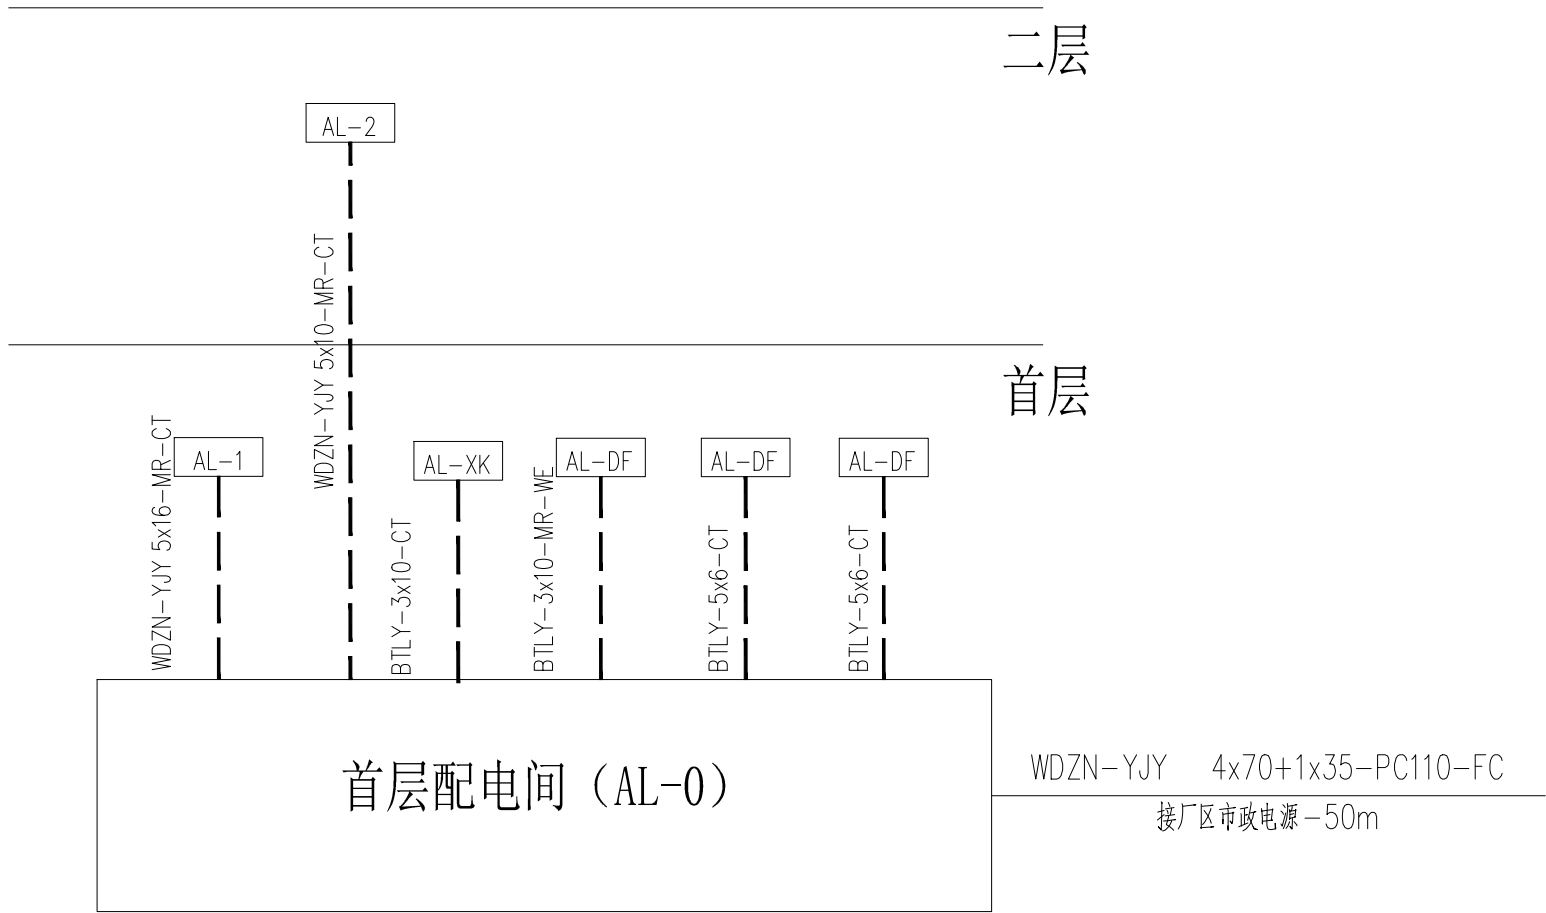 二层
AL-2
WDZN-YJY 5x10-MR-CT
首层
AL-1
AL-XK
AL-DF
AL-DF
AL-DF
WDZN-YJY 5x16-MR-CT
BTLY-3x10-CT
BTLY-3x10-MR-WE
BTLY-5x6-CT
BTLY-5x6-CT
首层配电间（AL-0）
WDZN-YJY 4x70+1x35-PC110-FC
接厂区市政电源-50m